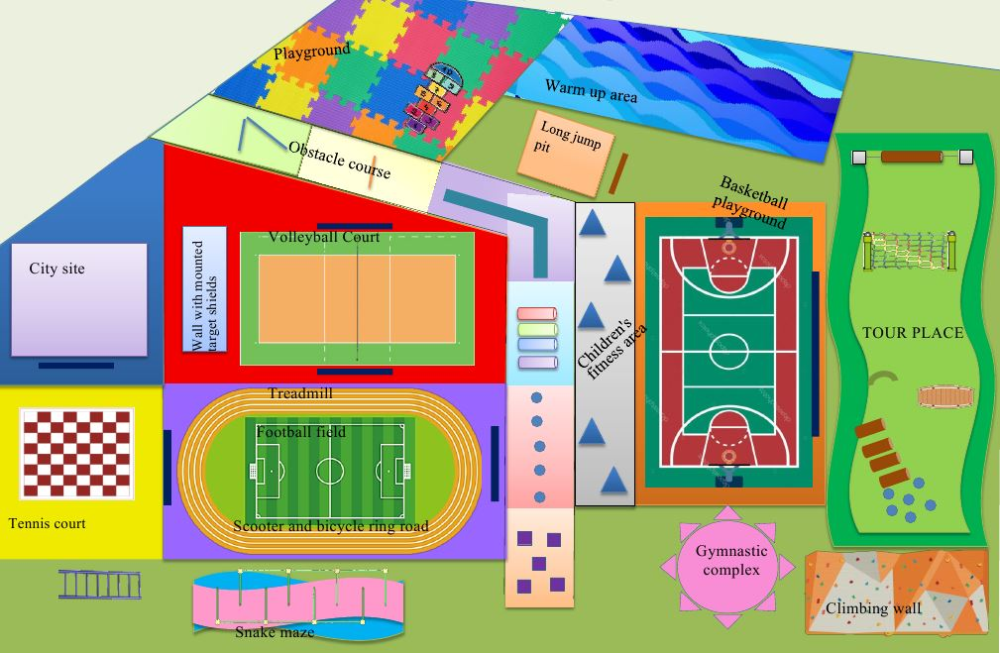 Playground
Warm up area
Long jump
pit
Obstacle course
Basketball
playground
Volleyball Court
City site
Wall with mounted
target shields
Children's
fitness area
TOUR PLACE
Treadmill
Football field
Tennis court
Scooter and bicycle ring road
Gymnastic
complex
Climbing wall
Snake maze